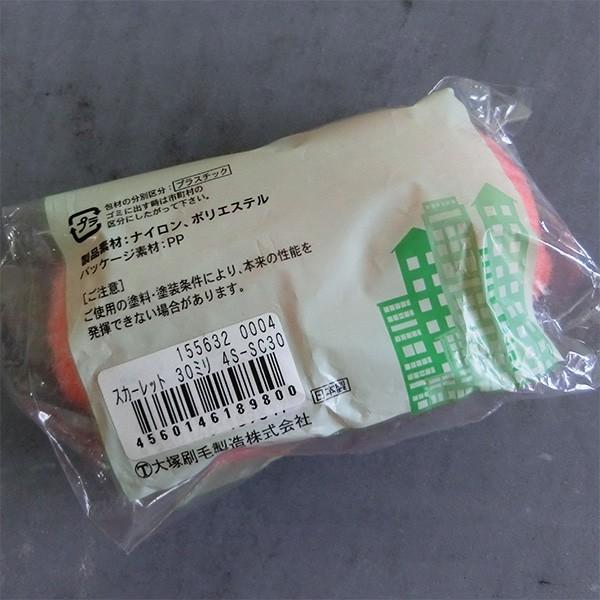 包材の分別区分：プラスチック
ゴミに出す時は市町村の
区分にしたがって下さい。
製品素材：ナイロン、ポリエステル
パッケージ素材：PP
[ご注意]
ご使用の塗料・塗装条件により、本来の性能を
発揮できない場合があります。
155632 0004
スカーレット 30ミリ 4S-SC30
4560146189800
日本製
Ⓣ大塚刷毛製造株式会社